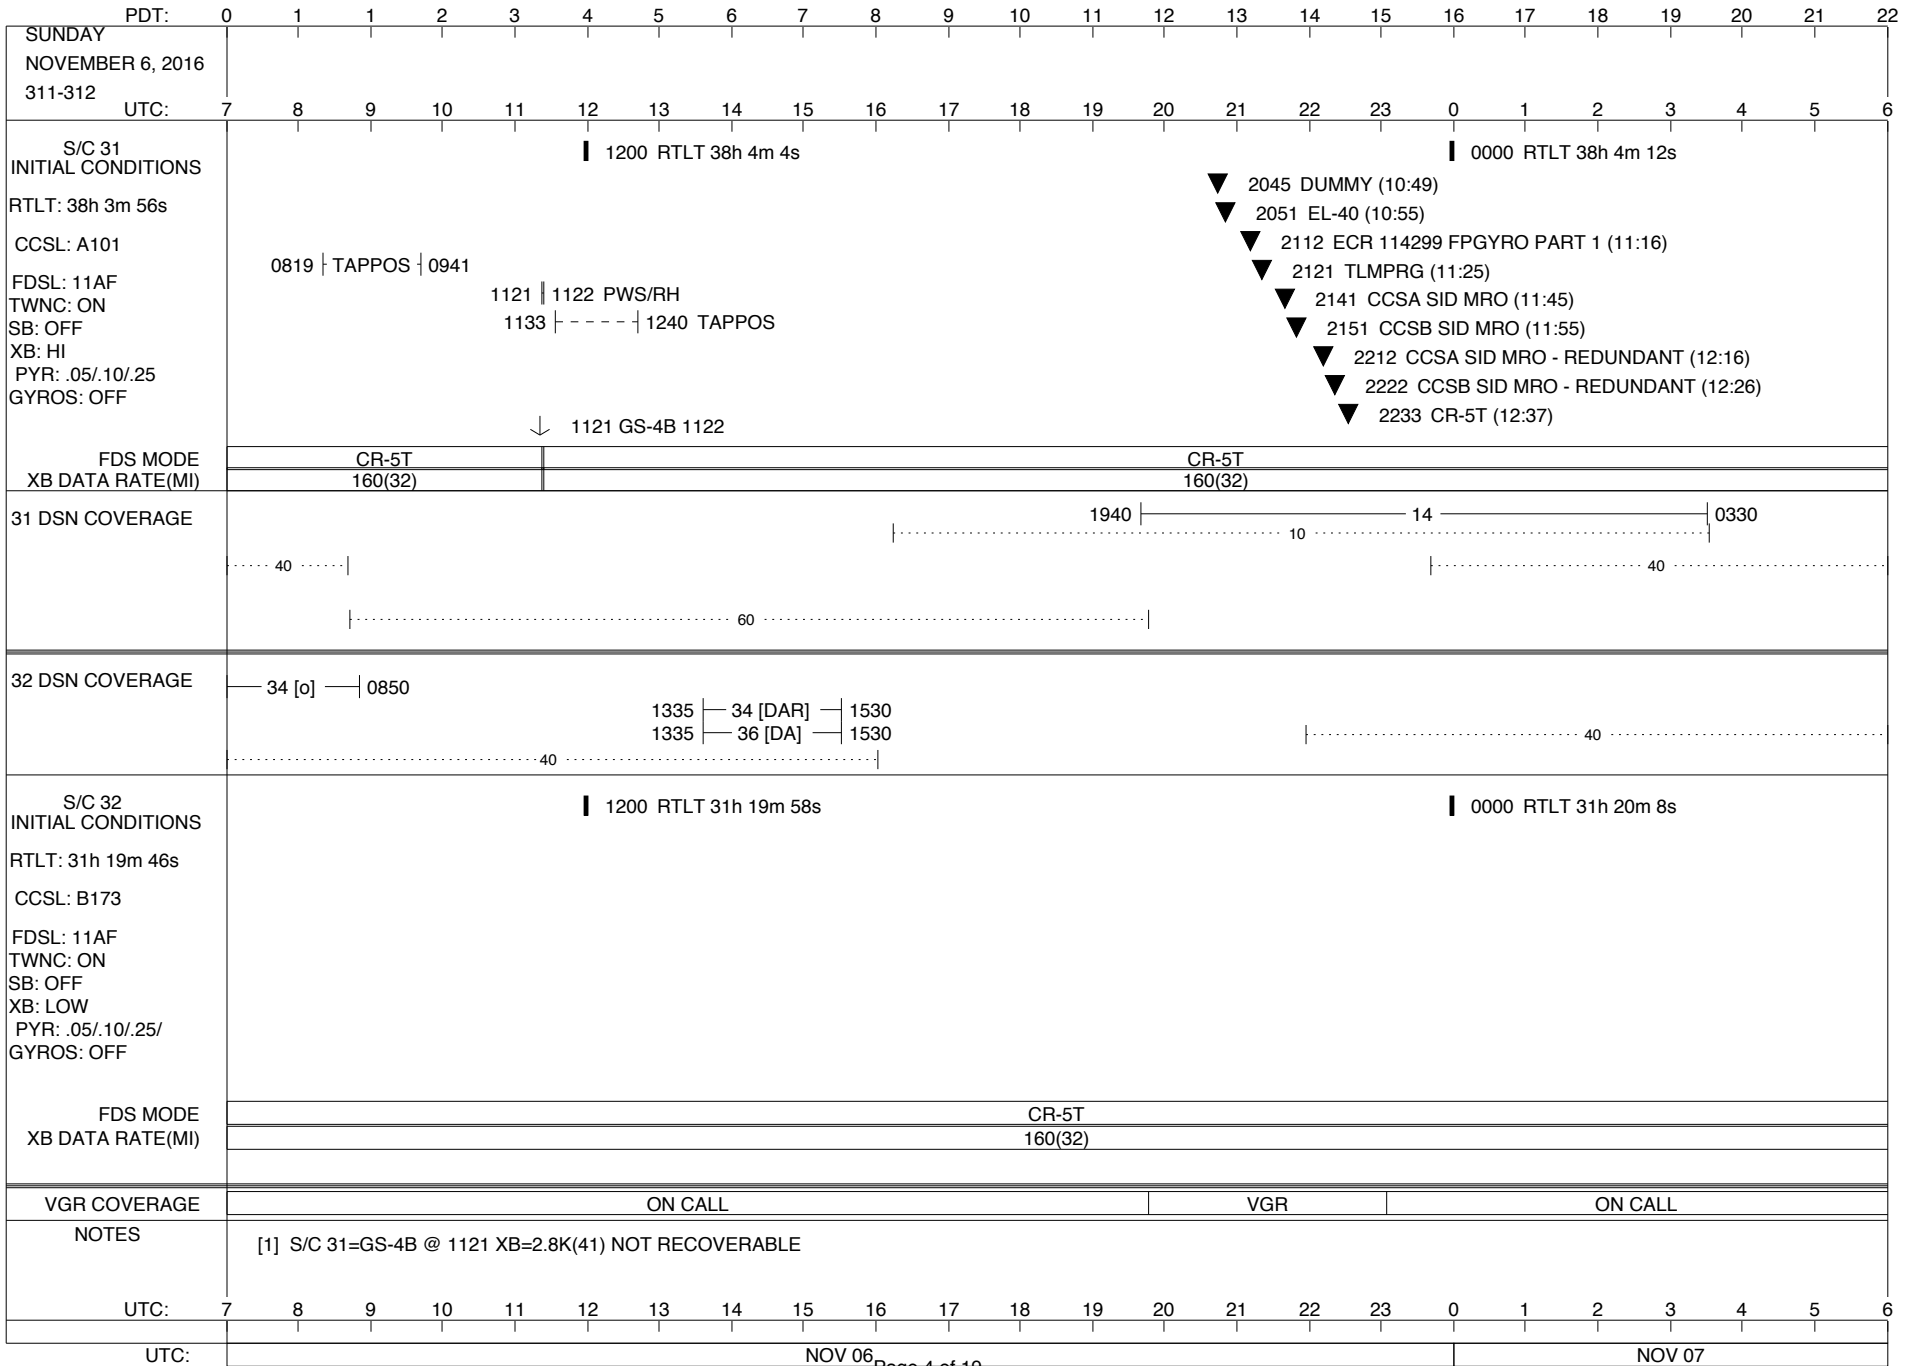 PDT: 0 1 1 2 3 4 5 6 7 8 9 10 11 12 13 14 15 16 17 18 19 20 21 22
SUNDAY
NOVEMBER 6, 2016
311-312
UTC: 7 8 9 10 11 12 13 14 15 16 17 18 19 20 21 22 23 0 1 2 3 4 5 6
S/C 31
INITIAL CONDITIONS
RTLT: 38h 3m 56s
CCSL: A101
FDSL: 11AF
TWNC: ON
SB: OFF
XB: HI
PYR: .05/.10/.25
GYROS: OFF
1200 RTLT 38h 4m 4s
0000 RTLT 38h 4m 12s
2045 DUMMY (10:49)
2051 EL-40 (10:55)
2112 ECR 114299 FPGYRO PART 1 (11:16)
0819 TAPPOS 0941
2121 TLMPRG (11:25)
1121 1122 PWS/RH
2141 CCSA SID MRO (11:45)
1133 1240 TAPPOS
2151 CCSB SID MRO (11:55)
2212 CCSA SID MRO - REDUNDANT (12:16)
2222 CCSB SID MRO - REDUNDANT (12:26)
2233 CR-5T (12:37)
1121 GS-4B 1122
FDS MODE CR-5T CR-5T
XB DATA RATE(MI) 160(32) 160(32)
31 DSN COVERAGE
1940 14 0330
10
40 40
60
32 DSN COVERAGE
34 [o] 0850
1335 34 [DAR] 1530
1335 36 [DA] 1530
40
40
S/C 32
INITIAL CONDITIONS
RTLT: 31h 19m 46s
CCSL: B173
FDSL: 11AF
TWNC: ON
SB: OFF
XB: LOW
PYR: .05/.10/.25/
GYROS: OFF
1200 RTLT 31h 19m 58s
0000 RTLT 31h 20m 8s
FDS MODE CR-5T
XB DATA RATE(MI) 160(32)
VGR COVERAGE ON CALL VGR ON CALL
NOTES
[1] S/C 31=GS-4B @ 1121 XB=2.8K(41) NOT RECOVERABLE
UTC: 7 8 9 10 11 12 13 14 15 16 17 18 19 20 21 22 23 0 1 2 3 4 5 6
UTC: NOV 06 NOV 07
Page 4 of 19